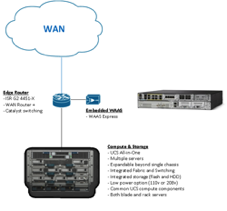 WAN
Edge Router
- ISR G2 4451-X
- WAN Router +
- Catalyst switching
Embedded WAAS
- WAAS Express
Compute & Storage
- UCS All-in-One
- Multiple servers
- Expandable beyond single chassis
- Integrated Fabric and Switching
- Integrated storage (flash and HDD)
- Low power option (110v or 208v)
- Common UCS compute components
- Both blade and rack servers